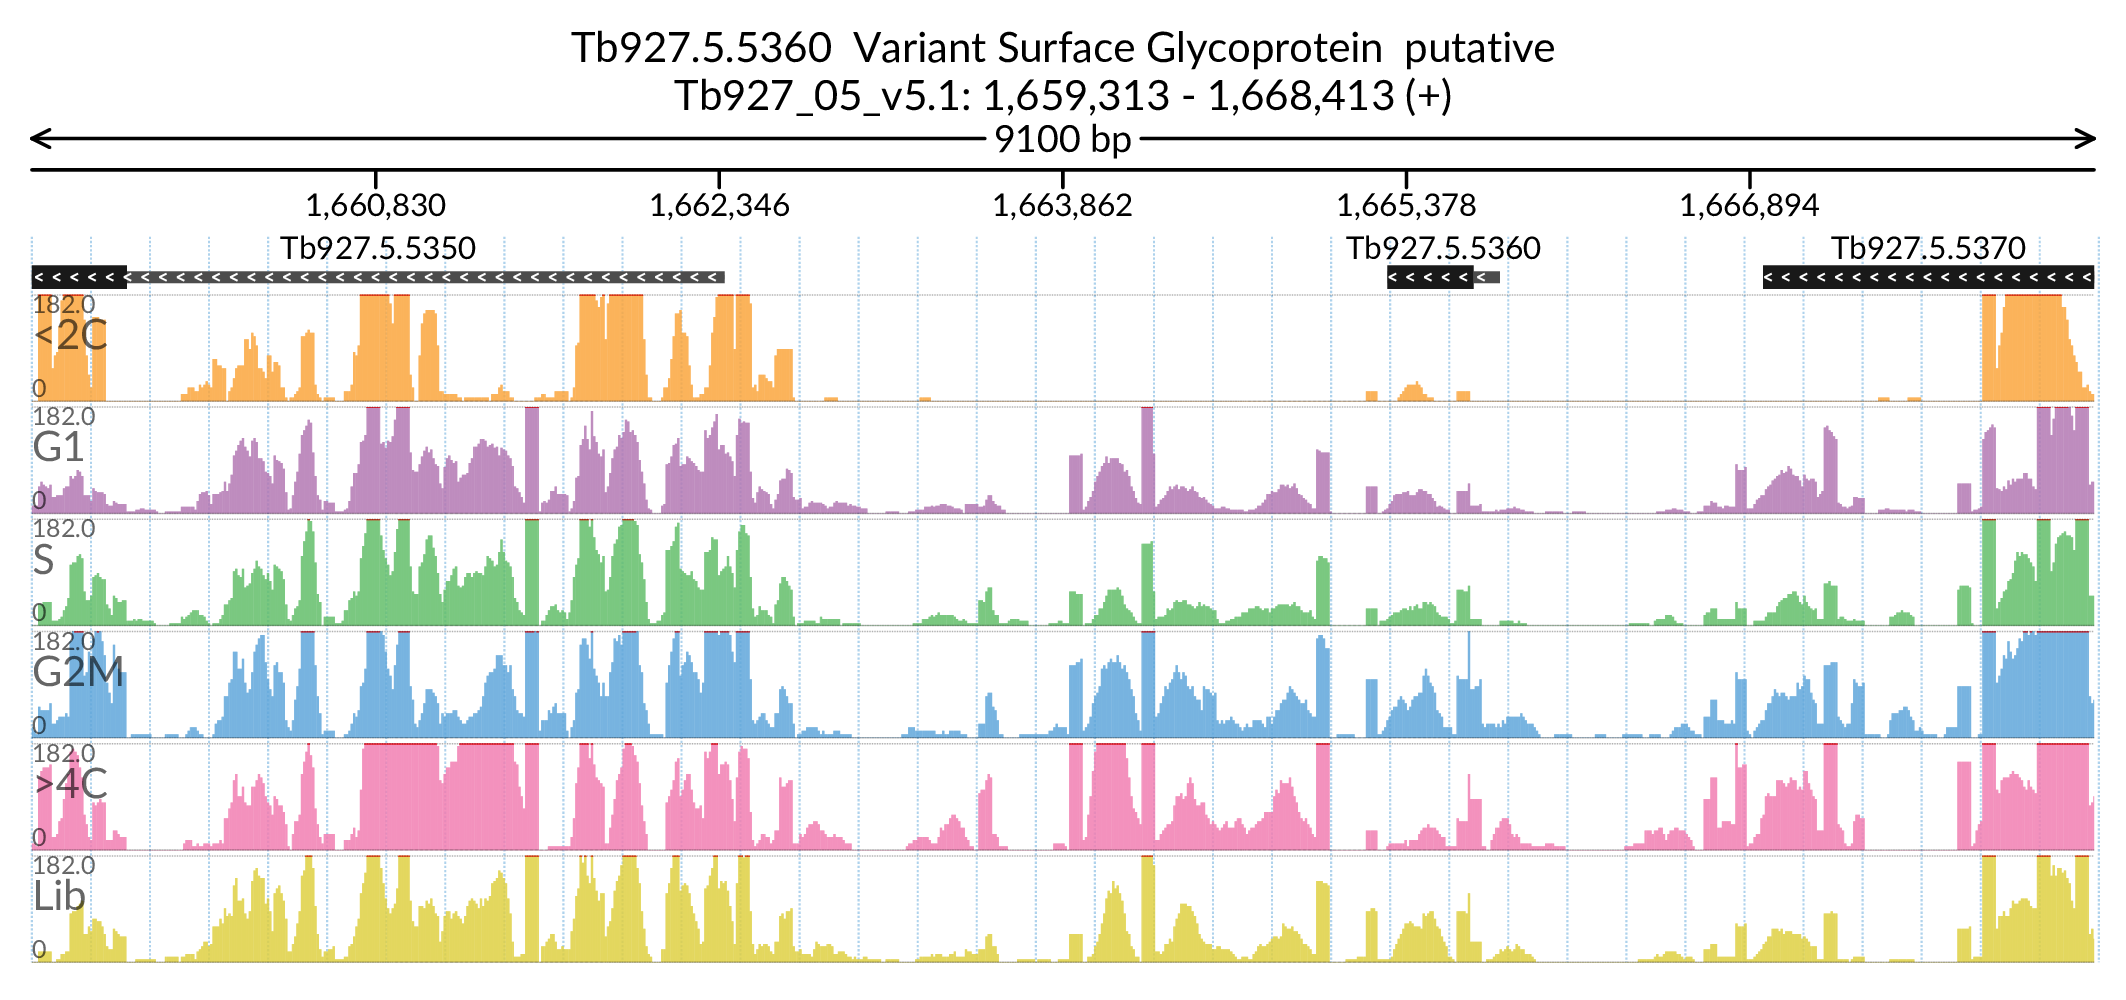 Tb927.5.5360 Variant Surface Glycoprotein putative
Tb927_05_v5.1: 1,659,313 - 1,668,413 (+)
9100 bp
1,660,830 1,662,346 1,663,862 1,665,378 1,666,894
Tb927.5.5350 Tb927.5.5360 Tb927.5.5370
182.0
<2C
0
182.0
G1
0
182.0
S
0
182.0
G2M
0
182.0
>4C
0
182.0
Lib
0